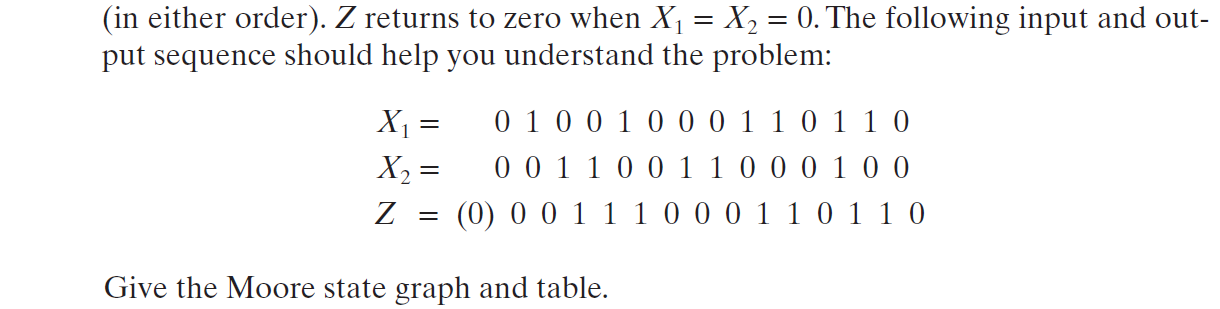 (in either order). Z returns to zero when X₁ = X₂ = 0. The following input and out-
put sequence should help you understand the problem:
X₁ = 0 1 0 0 1 0 0 0 1 1 0 1 1 0
X₂ = 0 0 1 1 0 0 1 1 0 0 0 1 0 0
Z = (0) 0 0 1 1 1 0 0 0 1 1 0 1 1 0
Give the Moore state graph and table.